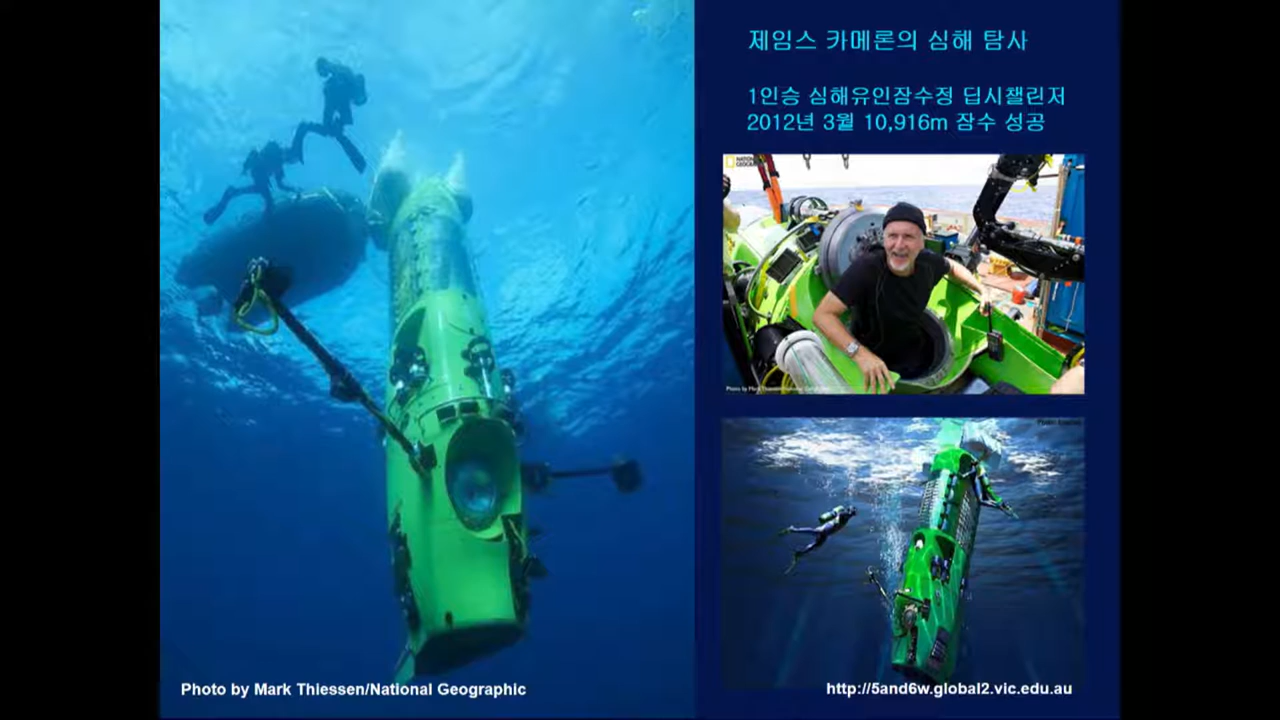 제임스 카메론의 심해 탐사
1인승 심해유인잠수정 딥시챌린저
2012년 3월 10,916m 잠수 성공
Photo by Mark Thiessen/National Geographic
http://5and6w.global2.vic.edu.au